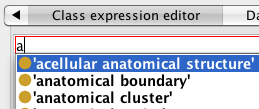 Class expression editor Da
a
'acellular anatomical structure'
'anatomical boundary'
'anatomical cluster'